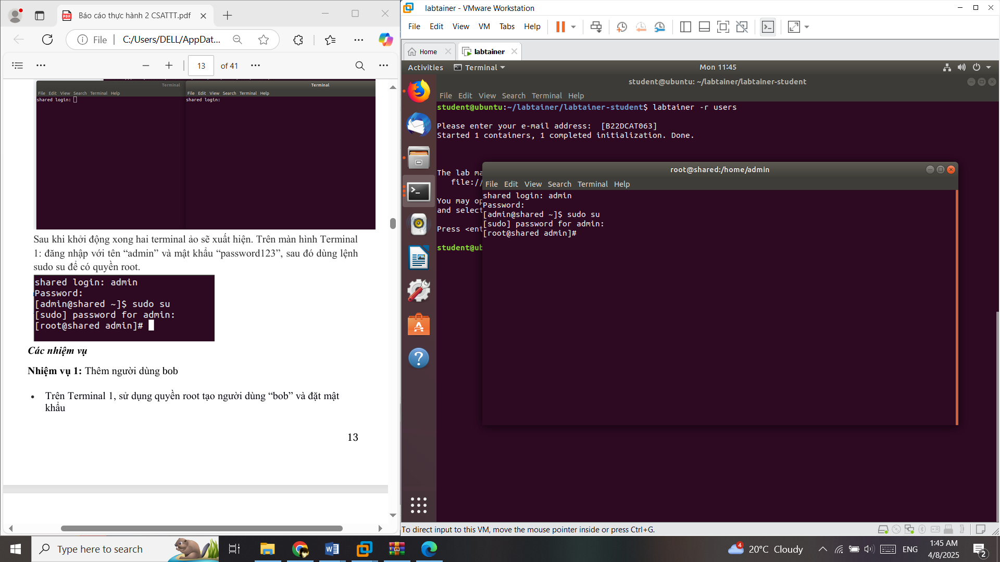 Báo cáo thực hành 2 CSATTT.pdf
File
C:/Users/DELL/AppDat...
13
of 41
Terminal
File Edit View Search Terminal Help
shared login:
Terminal
File Edit View Search Terminal Help
shared login:
Sau khi khởi động xong hai terminal ảo sẽ xuất hiện. Trên màn hình Terminal
1: đăng nhập với tên “admin” và mật khẩu “password123”, sau đó dùng lệnh
sudo su để có quyền root.
shared login: admin
Password:
[admin@shared ~]$ sudo su
[sudo] password for admin:
[root@shared admin]#
Các nhiệm vụ
Nhiệm vụ 1: Thêm người dùng bob
• Trên Terminal 1, sử dụng quyền root tạo người dùng “bob” và đặt mật
khẩu
13
labtainer - VMware Workstation
File Edit View VM Tabs Help
Home
labtainer
Activities
Terminal
Mon 11:45
student@ubuntu: ~/labtainer/labtainer-student
File Edit View Search Terminal Help
student@ubuntu:~/labtainer/labtainer-student$ labtainer -r users
Please enter your e-mail address:  [B22DCAT063]
Started 1 containers, 1 completed initialization. Done.
The lab ma
file://
You may op
and select
Press <ent
student@ub
root@shared:/home/admin
File Edit View Search Terminal Help
shared login: admin
Password:
[admin@shared ~]$ sudo su
[sudo] password for admin:
[root@shared admin]#
To direct input to this VM, move the mouse pointer inside or press Ctrl+G.
Type here to search
4
20°C Cloudy
ENG
1:45 AM
4/8/2025
2